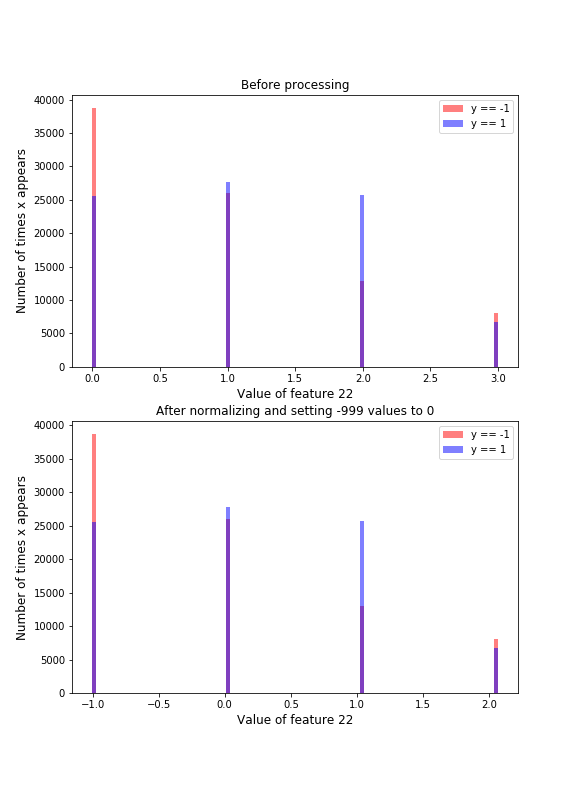 Before processing
40000
35000
30000
25000
20000
15000
10000
5000
0
Number of times x appears
y == -1
y == 1
0.0 0.5 1.0 1.5 2.0 2.5 3.0
Value of feature 22
After normalizing and setting -999 values to 0
40000
35000
30000
25000
20000
15000
10000
5000
0
Number of times x appears
y == -1
y == 1
−1.0 −0.5 0.0 0.5 1.0 1.5 2.0
Value of feature 22